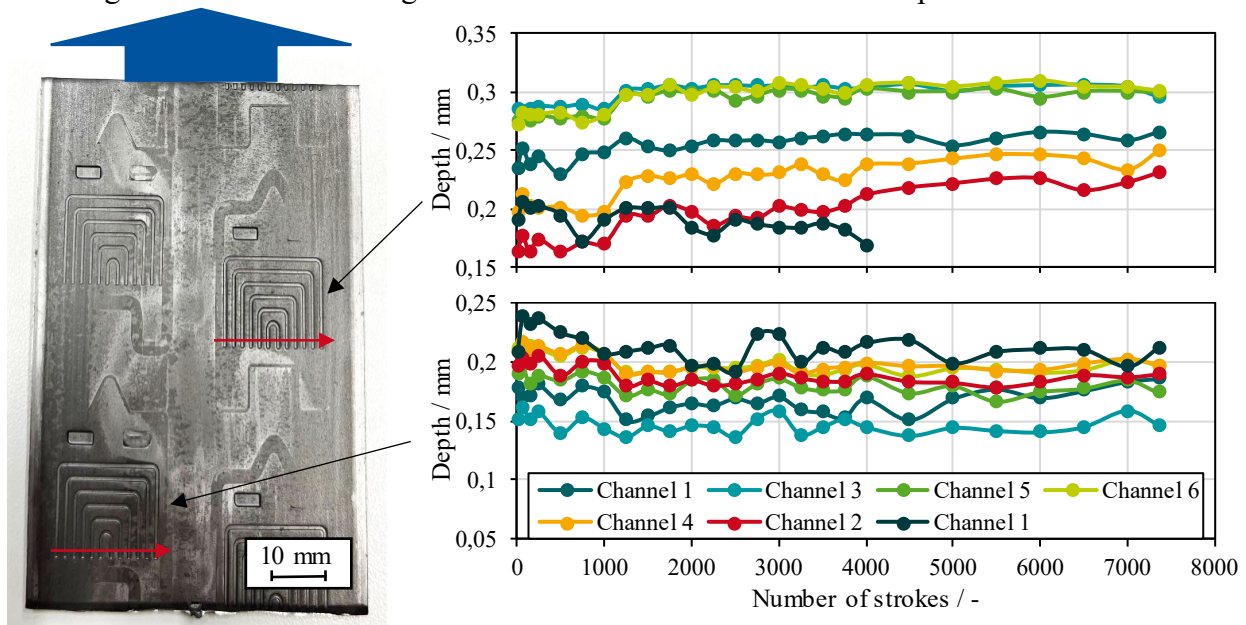 0,35
0,3
0,25
0,2
0,15
Depth / mm
0,25
0,2
0,15
0,1
0,05
Depth / mm
Channel 1 Channel 3 Channel 5 Channel 6
Channel 4 Channel 2 Channel 1
0 1000 2000 3000 4000 5000 6000 7000 8000
Number of strokes / -
10 mm